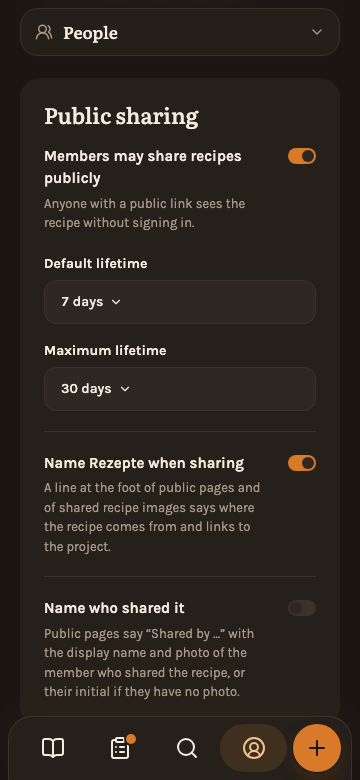 People
Public sharing
Members may share recipes
publicly
Anyone with a public link sees the
recipe without signing in.
Default lifetime
7 days
Maximum lifetime
30 days
Name Rezepte when sharing
A line at the foot of public pages and
of shared recipe images says where
the recipe comes from and links to
the project.
Name who shared it
Public pages say “Shared by …” with
the display name and photo of the
member who shared the recipe, or
their initial if they have no photo.